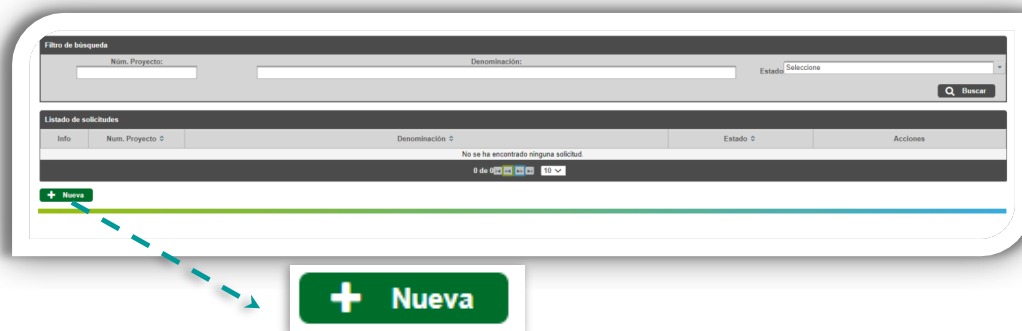 Filtro de búsqueda
Núm. Proyecto: Denominación: Estado Seleccione
Buscar
Listado de solicitudes
Info Num. Proyecto Denominación Estado Acciones
No se ha encontrado ninguna solicitud.
0 de 0 10
+ Nueva
+ Nueva